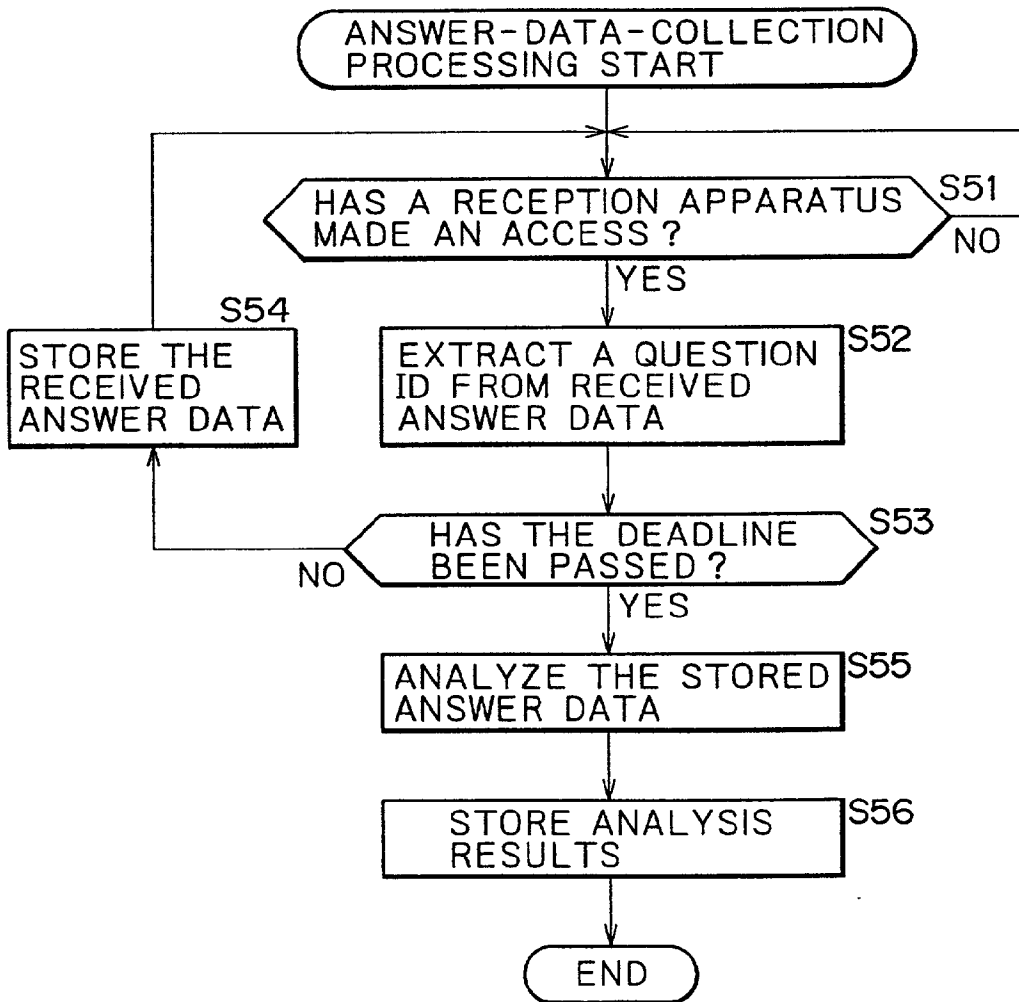 ANSWER-DATA-COLLECTION
PROCESSING START
S51
HAS A RECEPTION APPARATUS
MADE AN ACCESS?
NO
YES
S54
STORE THE
RECEIVED
ANSWER DATA
S52
EXTRACT A QUESTION
ID FROM RECEIVED
ANSWER DATA
S53
HAS THE DEADLINE
BEEN PASSED?
NO
YES
S55
ANALYZE THE STORED
ANSWER DATA
S56
STORE ANALYSIS
RESULTS
END